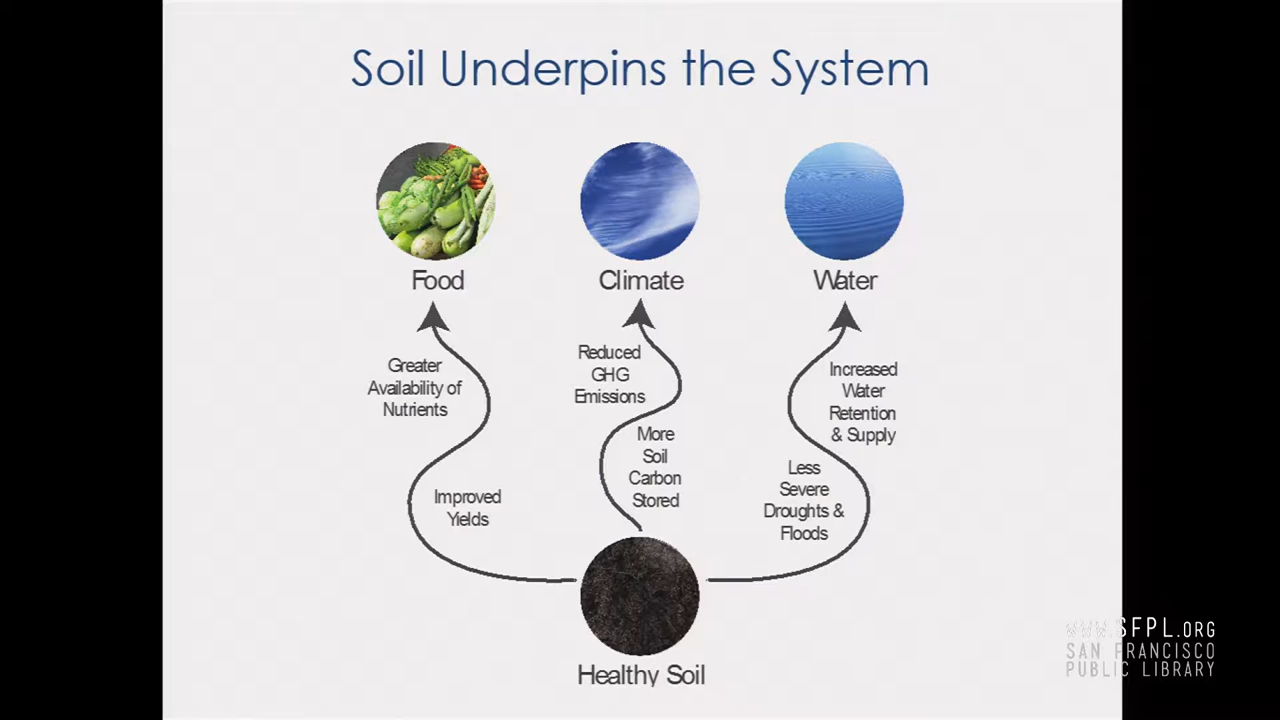 Soil Underpins the System
Food
Climate
Water
Greater
Availability of
Nutrients
Improved
Yields
Reduced
GHG
Emissions
More
Soil
Carbon
Stored
Increased
Water
Retention
& Supply
Less
Severe
Droughts &
Floods
Healthy Soil
WWW.SFPL.ORG
SAN FRANCISCO
PUBLIC LIBRARY